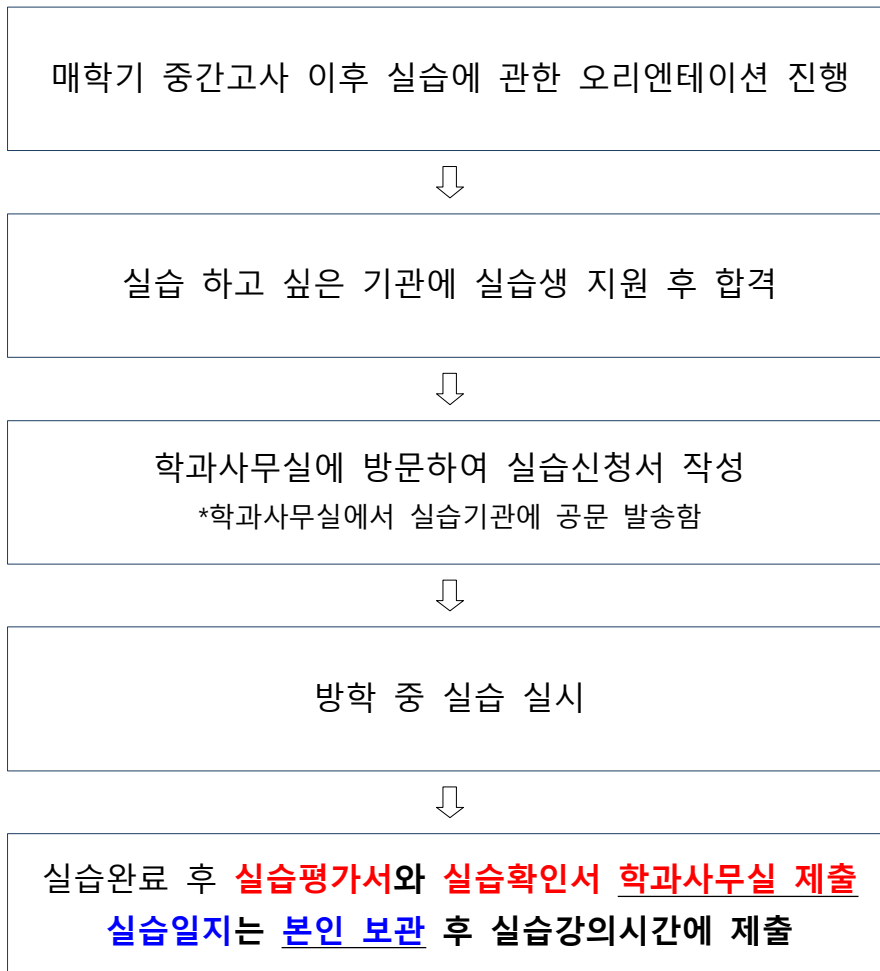 매학기 중간고사 이후 실습에 관한 오리엔테이션 진행
실습 하고 싶은 기관에 실습생 지원 후 합격
학과사무실에 방문하여 실습신청서 작성
*학과사무실에서 실습기관에 공문 발송함
방학 중 실습 실시
실습완료 후 실습평가서와 실습확인서 학과사무실 제출
실습일지는 본인 보관 후 실습강의시간에 제출